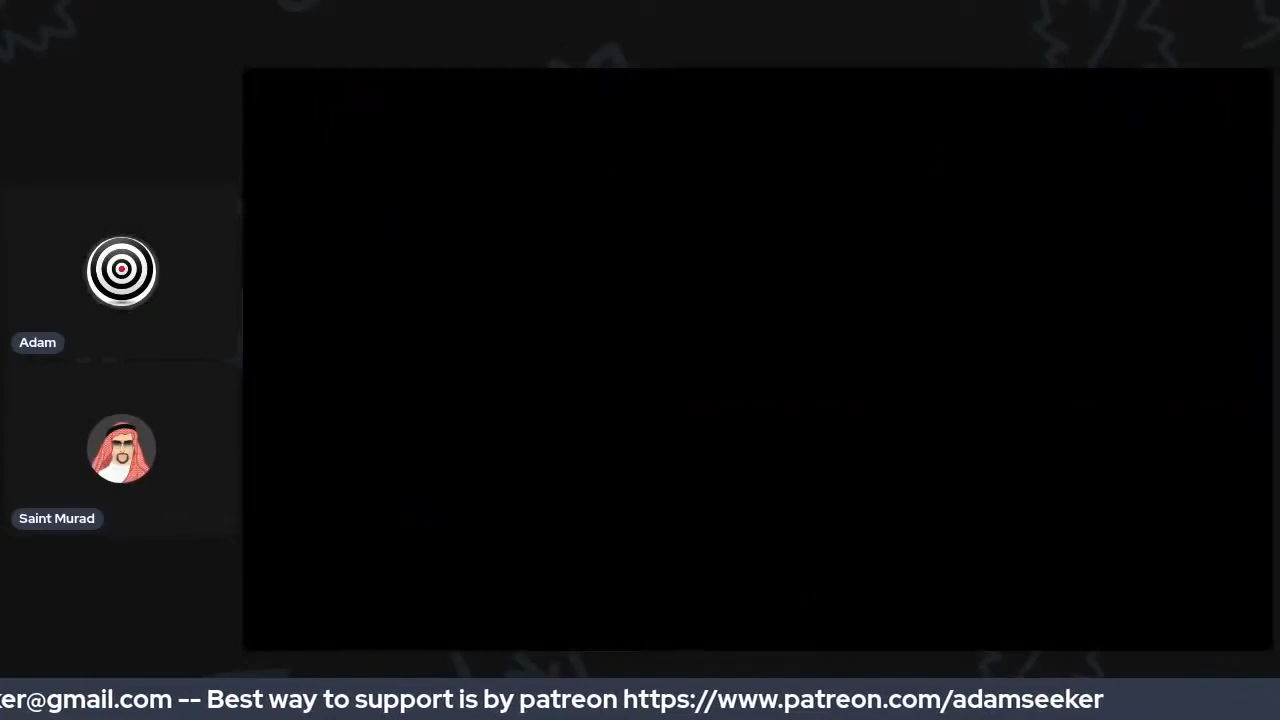 Adam
Saint Murad
ker@gmail.com -- Best way to support is by patreon https://www.patreon.com/adamseeker